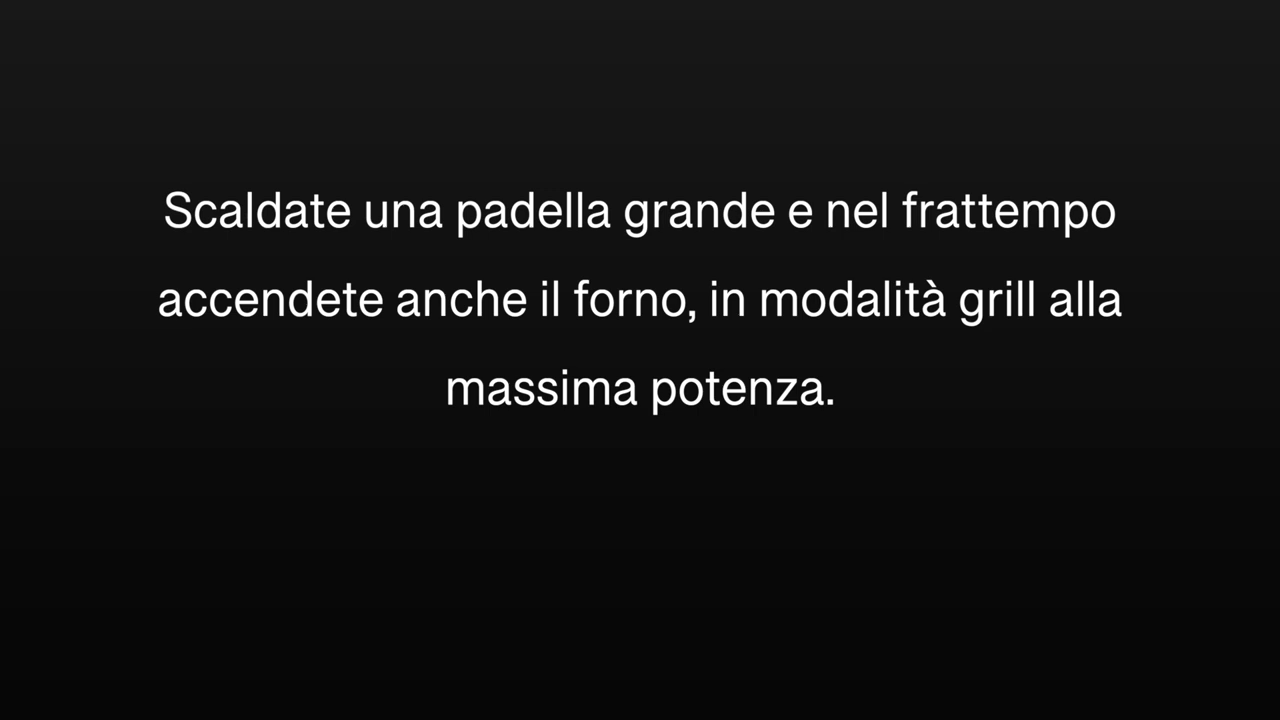 Scaldate una padella grande e nel frattempo
accendete anche il forno, in modalità grill alla
massima potenza.